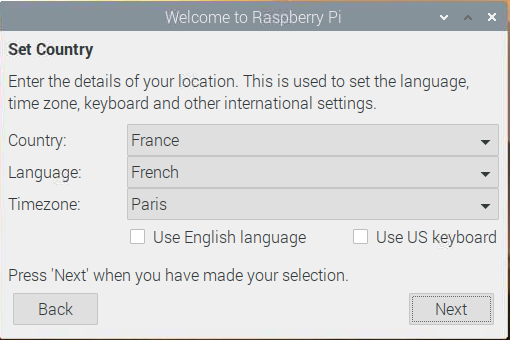 Welcome to Raspberry Pi
Set Country
Enter the details of your location. This is used to set the language,
time zone, keyboard and other international settings.
Country: France
Language: French
Timezone: Paris
Use English language Use US keyboard
Press 'Next' when you have made your selection.
Back Next